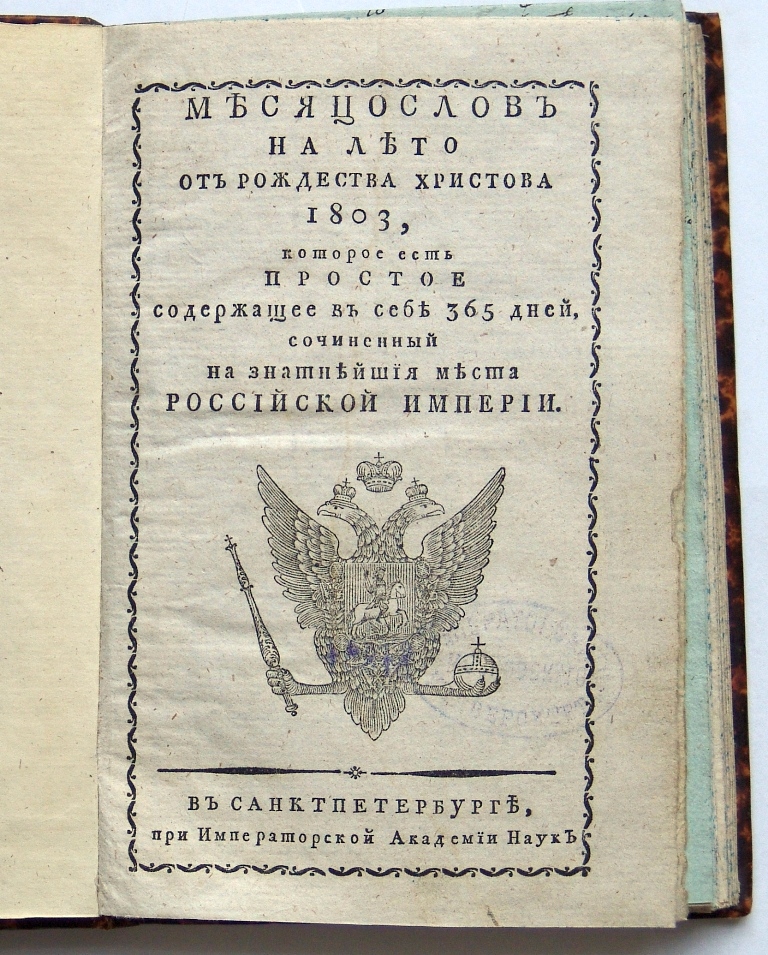 МѢСЯЦОСЛОВЪ
НА ЛѢТО
ОТЪ РОЖДЕСТВА ХРИСТОВА
1803,
которое есть
ПРОСТОЕ
содержащее въ себѣ 365 дней,
сочиненный
на знатнѣйшія мѣста
РОССІЙСКОЙ ИМПЕРІИ.
ВЪ САНКТПЕТЕРБУРГѢ,
при Императорской Академіи Наукъ